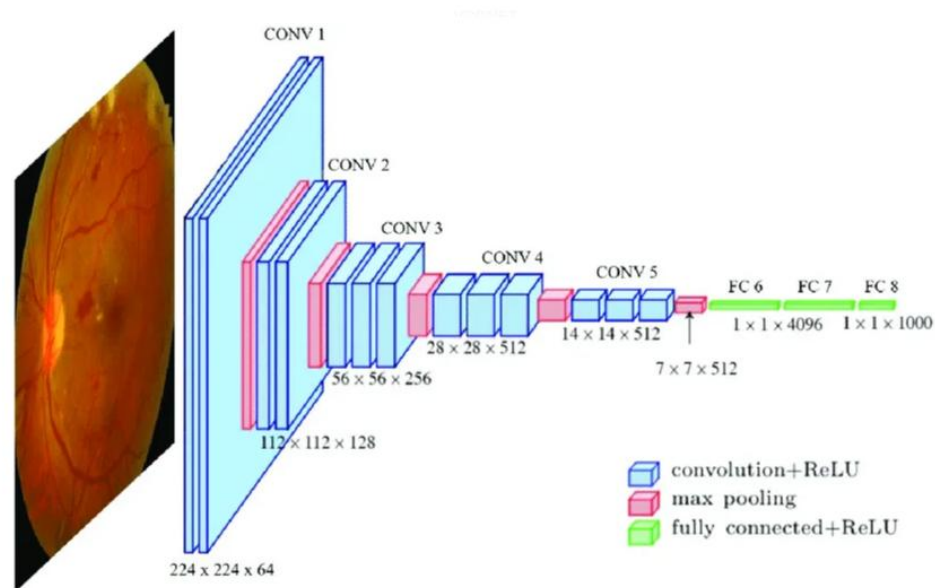 CONV 1
CONV 2
CONV 3
CONV 4
CONV 5
FC 6
FC 7
FC 8
1 x 1 x 4096
1 x 1 x 1000
14 x 14 x 512
28 x 28 x 512
7 x 7 x 512
56 x 56 x 256
112 x 112 x 128
224 x 224 x 64
convolution+ReLU
max pooling
fully connected+ReLU